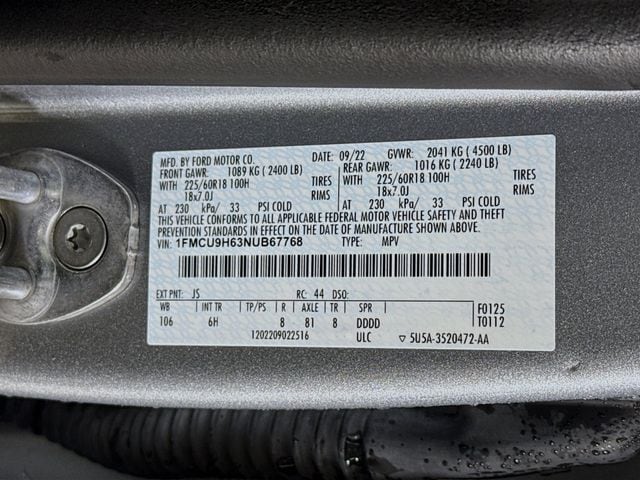 MFD. BY FORD MOTOR CO. DATE: 09/22 GVWR: 2041 KG ( 4500 LB)
FRONT GAWR: 1089 KG ( 2400 LB) REAR GAWR: 1016 KG ( 2240 LB)
WITH 225/60R18 100H TIRES WITH 225/60R18 100H TIRES
18x7.0J RIMS 18x7.0J RIMS
AT 230 kPa/ 33 PSI COLD AT 230 kPa/ 33 PSI COLD
THIS VEHICLE CONFORMS TO ALL APPLICABLE FEDERAL MOTOR VEHICLE SAFETY AND THEFT
PREVENTION STANDARDS IN EFFECT ON THE DATE OF MANUFACTURE SHOWN ABOVE.
VIN: 1FMCU9H63NUB67768 TYPE: MPV
EXT PNT: JS RC: 44 DSO:
WB INT TR TP/PS R AXLE TR SPR F0125
106 6H 8 81 8 DDDD T0112
1202209022516 ULC ▽ 5U5A-3520472-AA